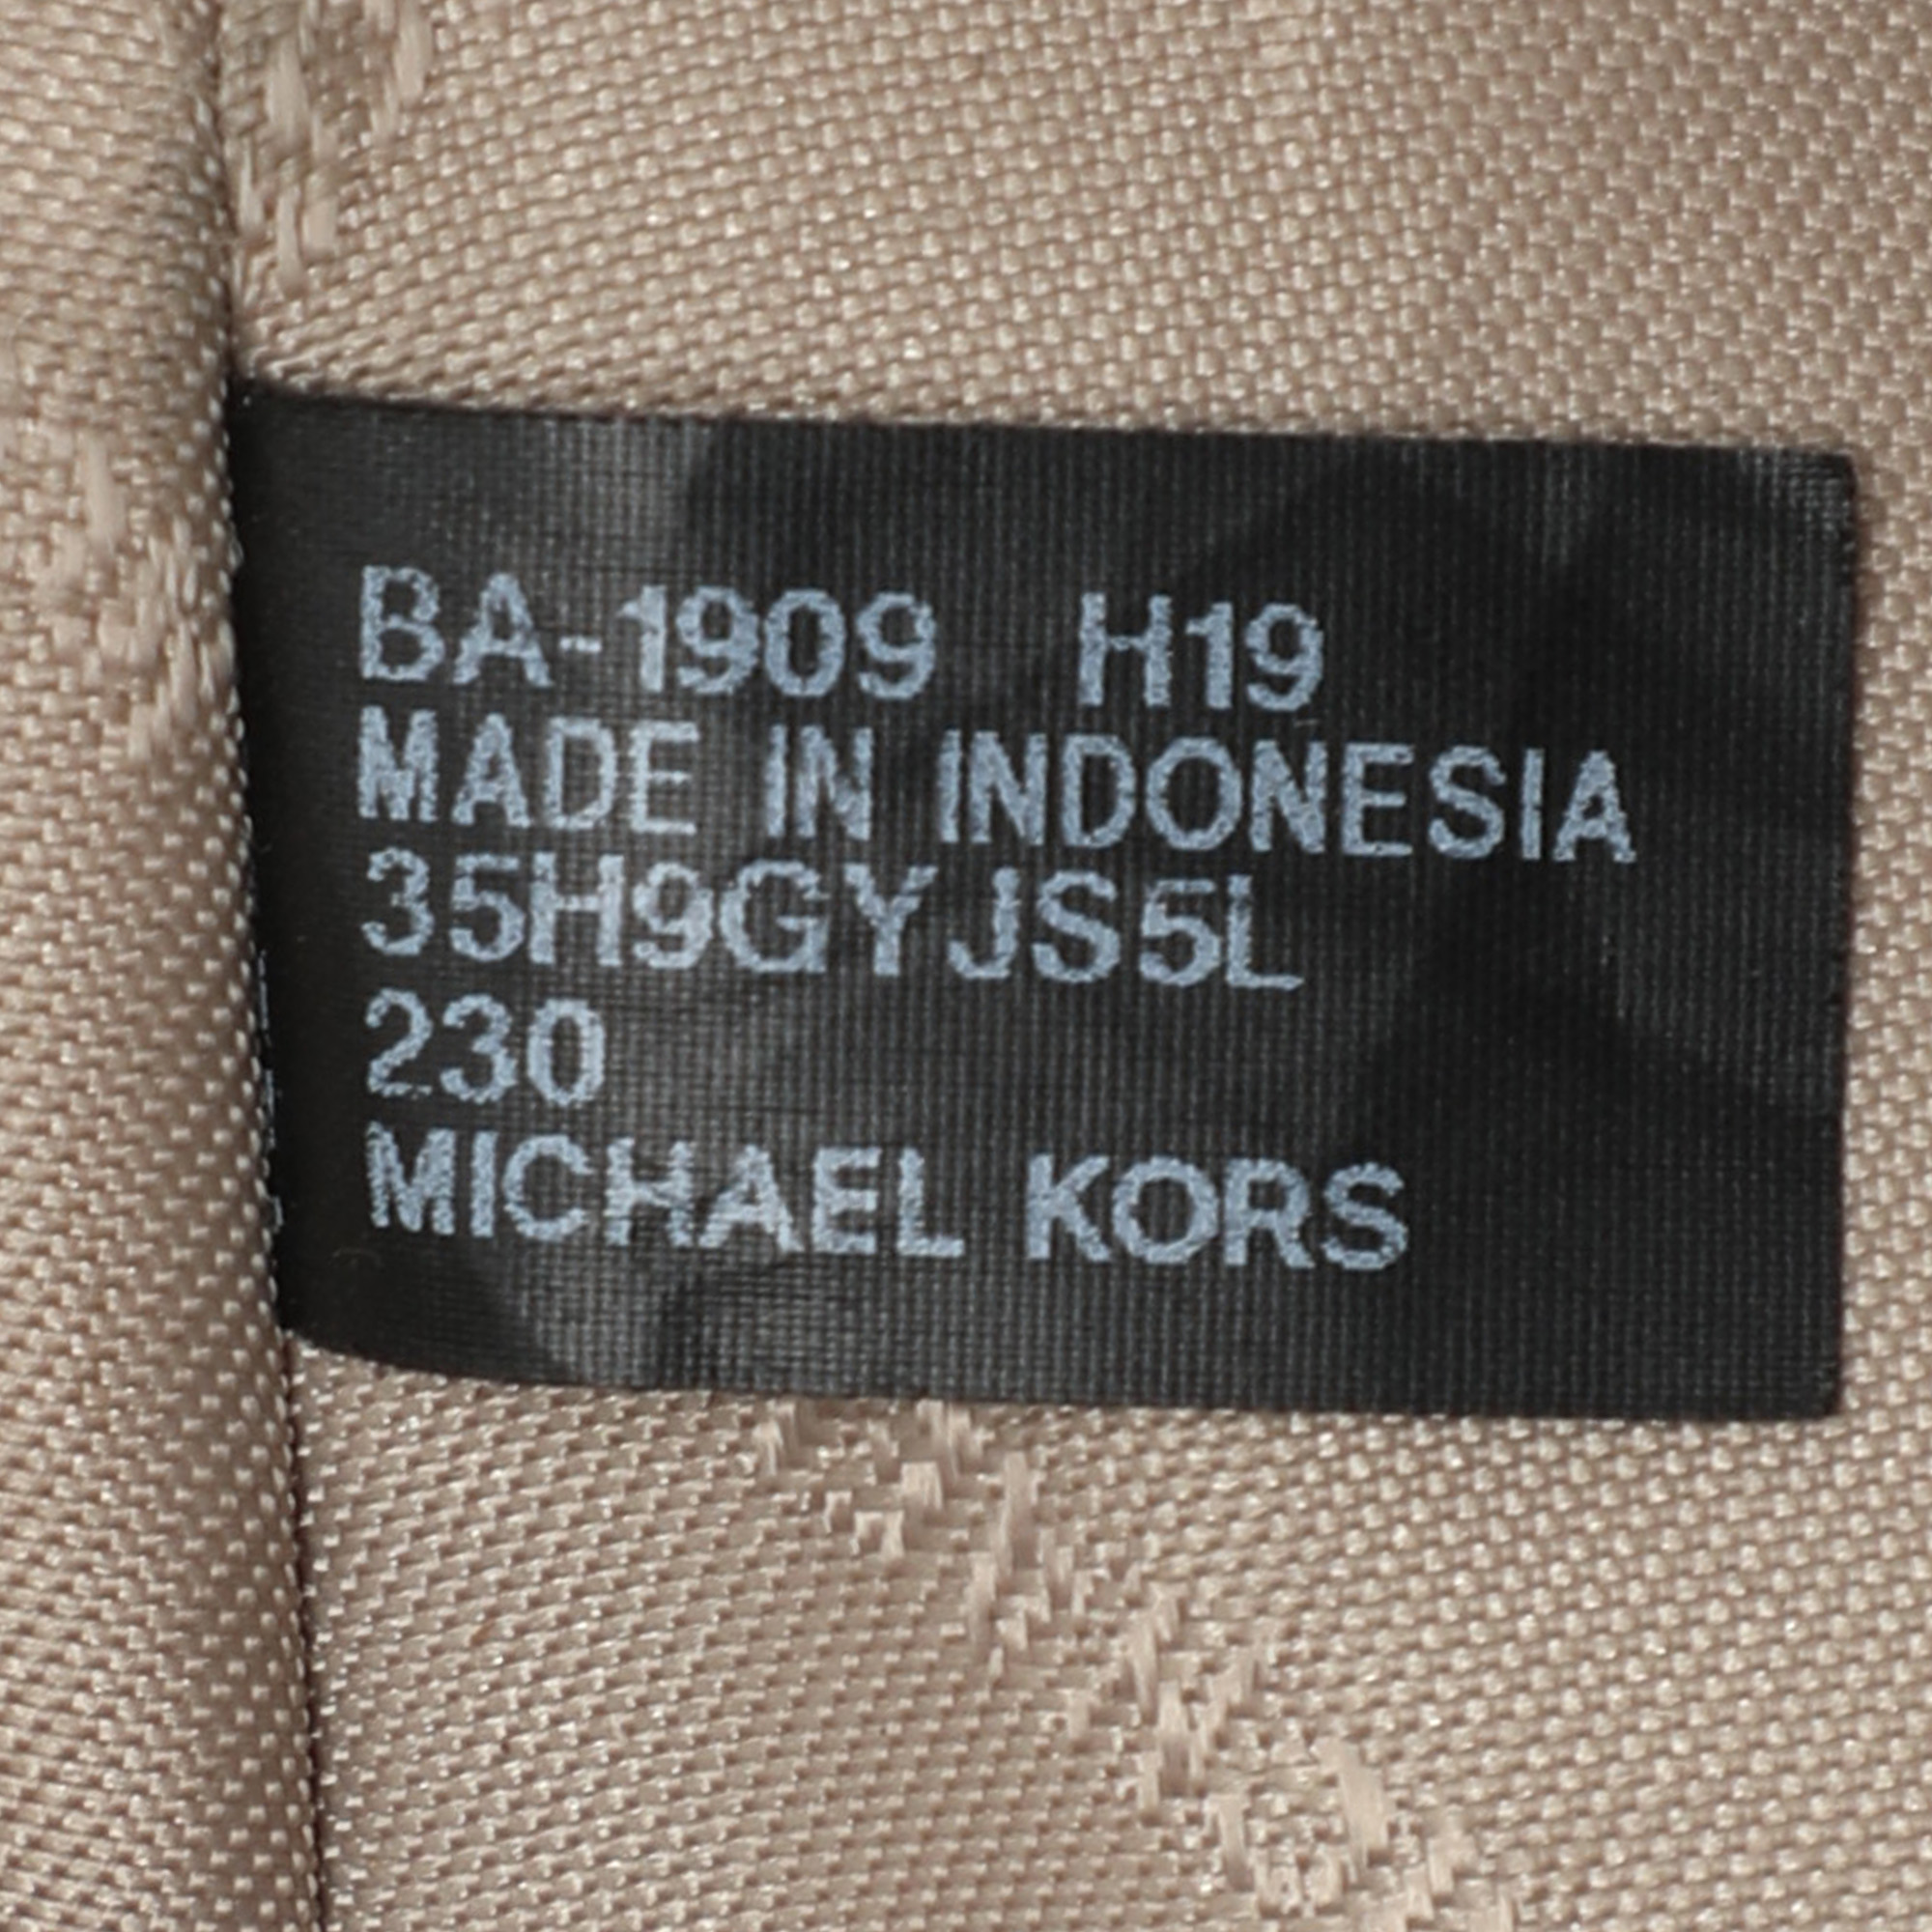 BA-1909 H19
MADE IN INDONESIA
35H9GYJS5L
230
MICHAEL KORS